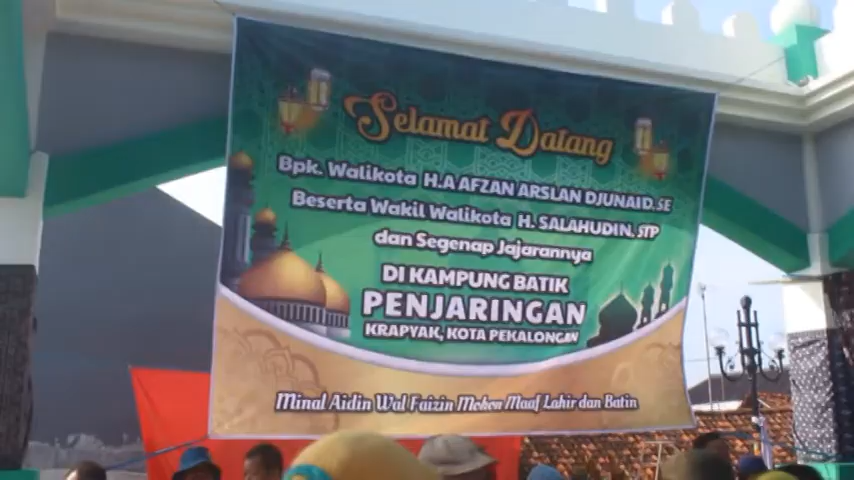 Selamat Datang
Bpk. Walikota H.A AFZAN ARSLAN DJUNAID.SE
Beserta Wakil Walikota H. SALAHUDIN. STP
dan Segenap Jajarannya
DI KAMPUNG BATIK
PENJARINGAN
KRAPYAK, KOTA PEKALONGAN
Minal Aidin Wal Faizin Mohon Maaf Lahir dan Batin